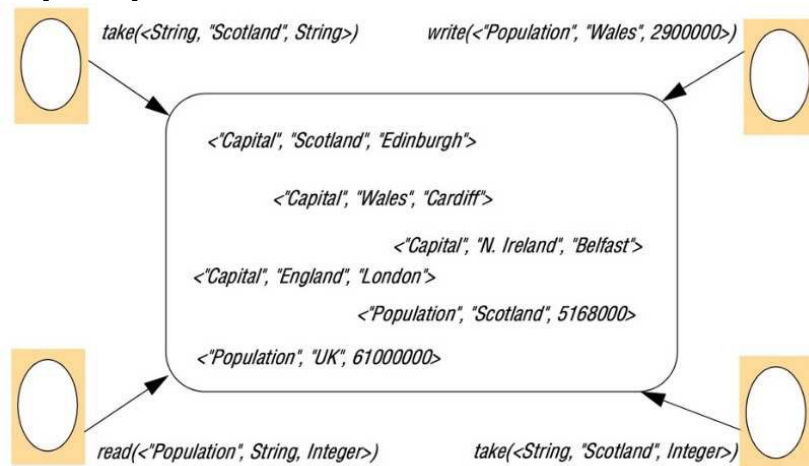 take(<String, "Scotland", String>)
write(<"Population", "Wales", 2900000>)
<"Capital", "Scotland", "Edinburgh">
<"Capital", "Wales", "Cardiff">
<"Capital", "N. Ireland", "Belfast">
<"Capital", "England", "London">
<"Population", "Scotland", 5168000>
<"Population", "UK", 61000000>
read(<"Population", String, Integer>)
take(<String, "Scotland", Integer>)